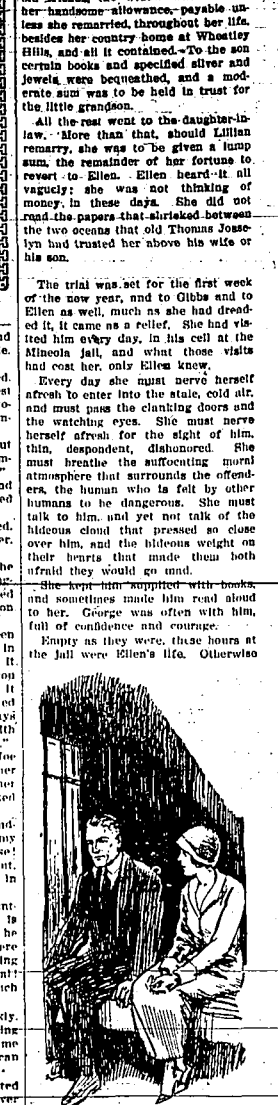 her handsome allowance, payable un-
less she remarried, throughout her life,
besides her country home at Wheatley
Hills, and all it contained. To the son
certain books and specified silver and
jewels were bequeathed, and a mod-
erate sum was to be held in trust for
the little grandson.
All the rest went to the daughter-in-
law. More than that, should Lillian
remarry, she was to be given a lump
sum, the remainder of her fortune to
revert to Ellen. Ellen heard it all
vaguely; she was not thinking of
money, in these days. She did not
read the papers that shrieked between
the two oceans that old Thomas Josse-
lyn had trusted her above his wife or
his son.
The trial was set for the first week
of the new year, and to Gibbs and to
Ellen as well, much as she had dread-
ed it, it came as a relief. She had vis-
ited him every day, in his cell at the
Mineola jail, and what those visits
had cost her, only Ellen knew.
Every day she must nerve herself
afresh to enter into the stale, cold air,
and must pass the clanking doors and
the watching eyes. She must nerve
herself afresh for the sight of him,
thin, despondent, dishonored. She
must breathe the suffocating moral
atmosphere that surrounds the offend-
ers, the human who is felt by other
humans to be dangerous. She must
talk to him, and yet not talk of the
hideous cloud that pressed so close
over him, and the hideous weight on
their hearts that made them both
afraid they would go mad.
She kept him supplied with books,
and sometimes made him read aloud
to her. George was often with him,
full of confidence and courage.
Empty as they were, these hours at
the jail were Ellen's life. Otherwise